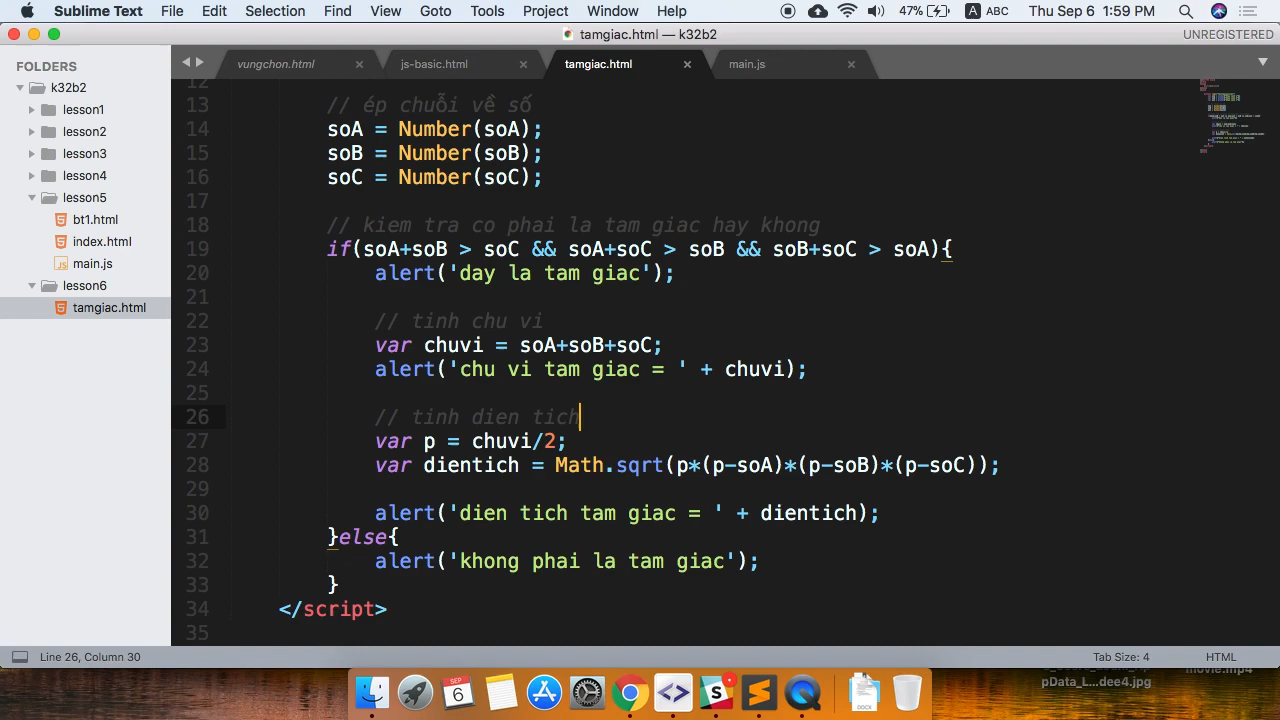 Sublime Text File Edit Selection Find View Goto Tools Project Window Help 47% A ABC Thu Sep 6 1:59 PM
tamgiac.html — k32b2 UNREGISTERED
FOLDERS
k32b2
lesson1
lesson2
lesson3
lesson4
lesson5
bt1.html
index.html
main.js
lesson6
tamgiac.html
vungchon.html js-basic.html tamgiac.html main.js
12
13 // ép chuỗi về số
14 soA = Number(soA);
15 soB = Number(soB);
16 soC = Number(soC);
17
18 // kiem tra co phai la tam giac hay khong
19 if(soA+soB > soC && soA+soC > soB && soB+soC > soA){
20 alert('day la tam giac');
21
22 // tinh chu vi
23 var chuvi = soA+soB+soC;
24 alert('chu vi tam giac = ' + chuvi);
25
26 // tinh dien tich
27 var p = chuvi/2;
28 var dientich = Math.sqrt(p*(p-soA)*(p-soB)*(p-soC));
29
30 alert('dien tich tam giac = ' + dientich);
31 }else{
32 alert('khong phai la tam giac');
33 }
34 </script>
35
Line 26, Column 30 Tab Size: 4 HTML
movie.mp4
pData_L...dee4.jpg
SEP
6
DOCX